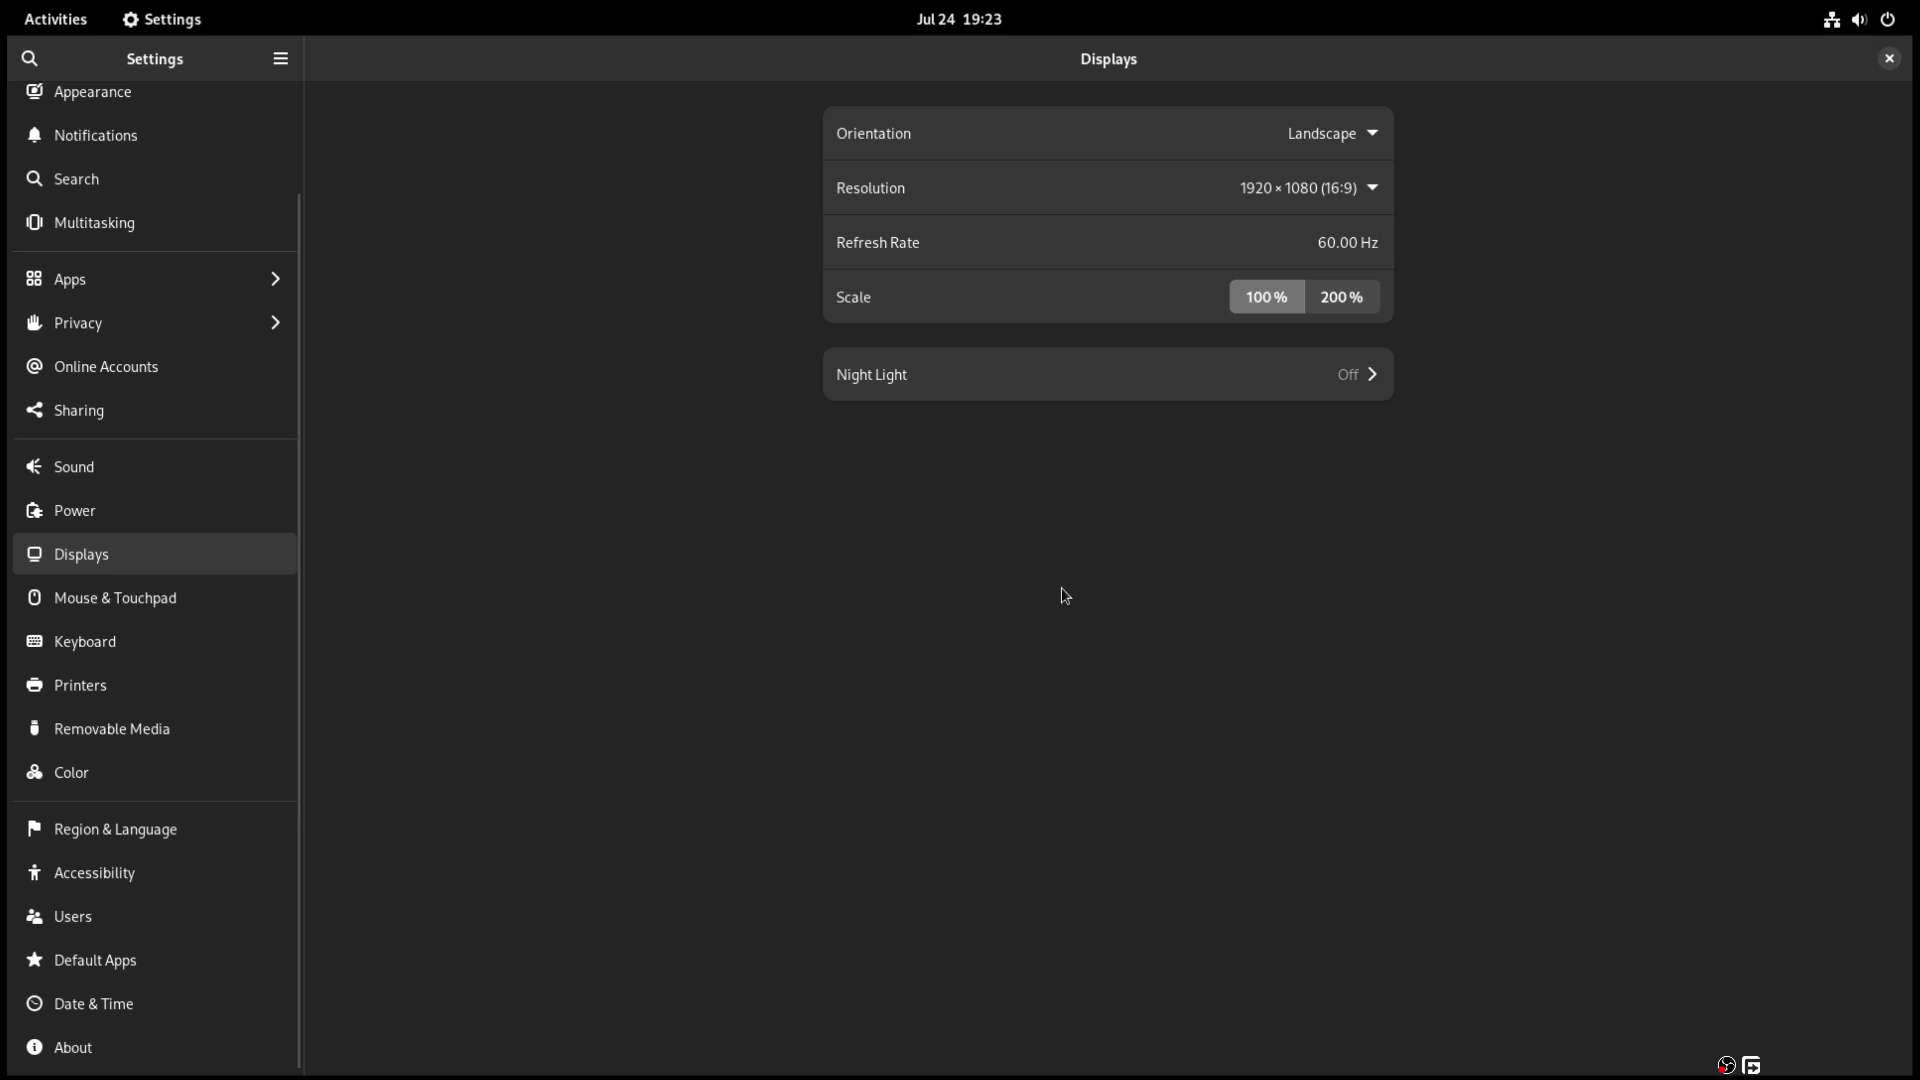 Activities
Settings
Jul 24 19:23
Settings
Displays
Appearance
Notifications
Search
Multitasking
Apps
Privacy
Online Accounts
Sharing
Sound
Power
Displays
Mouse & Touchpad
Keyboard
Printers
Removable Media
Color
Region & Language
Accessibility
Users
Default Apps
Date & Time
About
Orientation Landscape
Resolution 1920 × 1080 (16:9)
Refresh Rate 60.00 Hz
Scale 100 % 200 %
Night Light Off